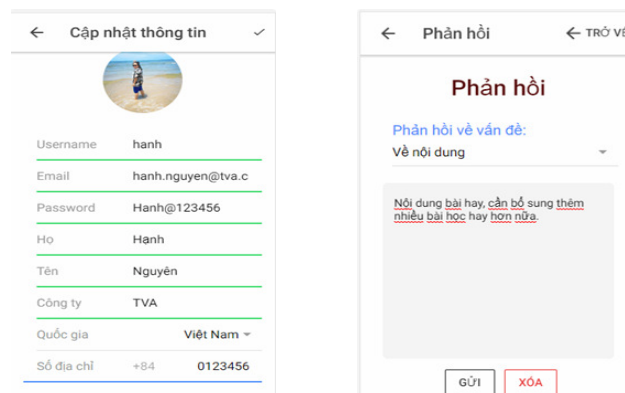 Cập nhật thông tin
Username hanh
Email hanh.nguyen@tva.c
Password Hanh@123456
Họ Hạnh
Tên Nguyên
Công ty TVA
Quốc gia Việt Nam
Số địa chỉ +84 0123456
Phản hồi
TRỞ VỀ
Phản hồi
Phản hồi về vấn đề:
Về nội dung
Nội dung bài hay, cần bổ sung thêm
nhiều bài học hay hơn nữa.
GỬI XÓA